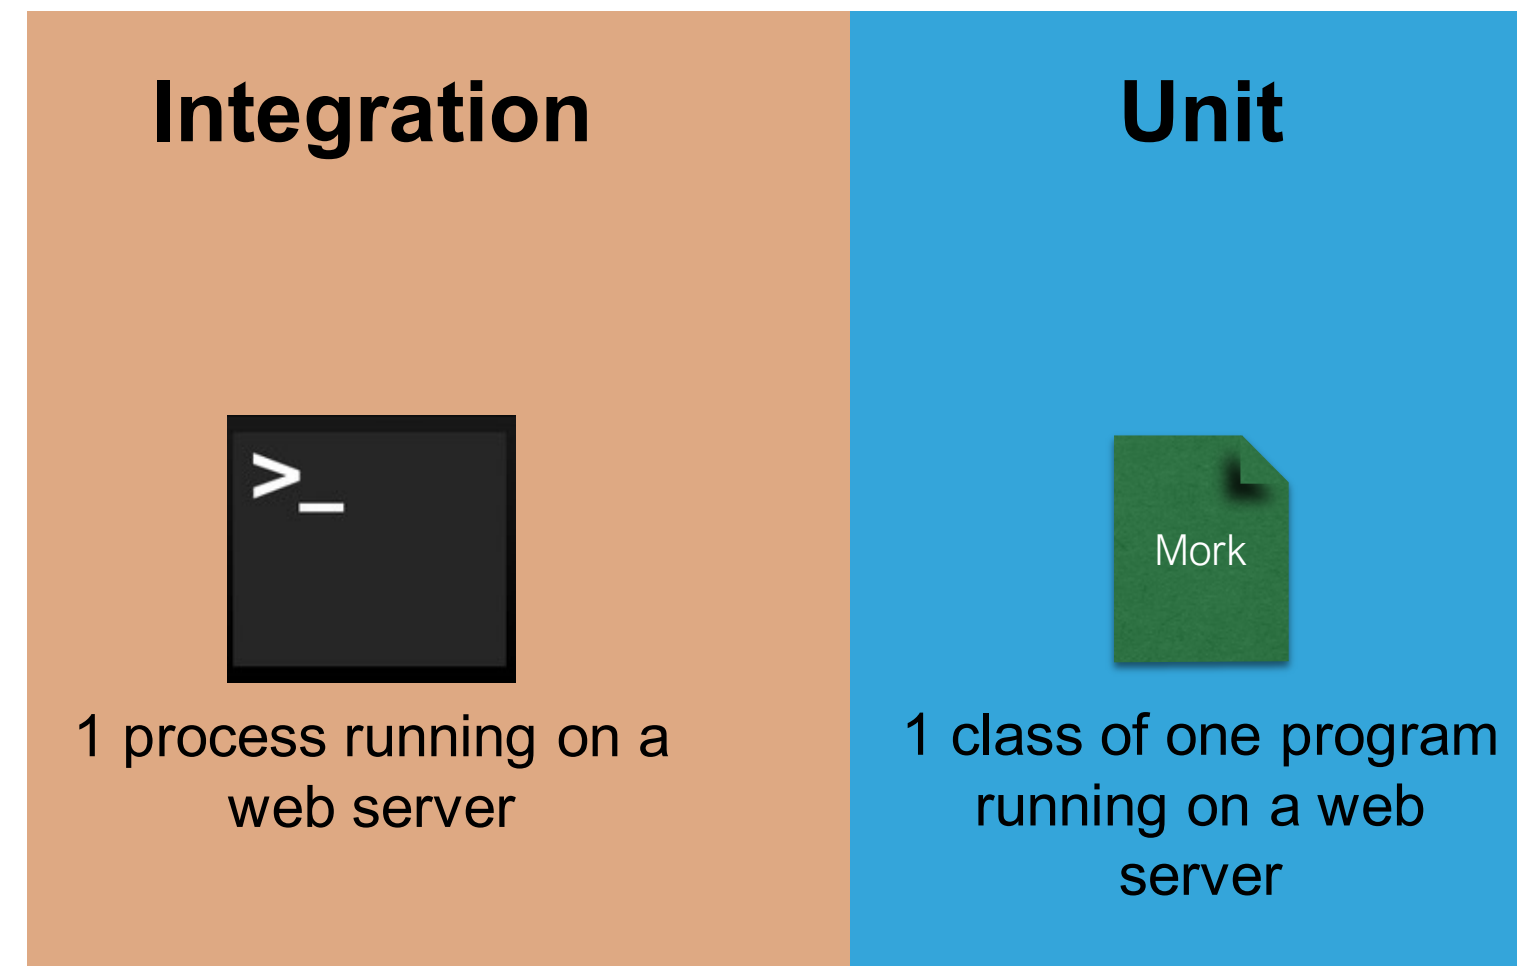 Integration
>_
1 process running on a
web server
Unit
Mork
1 class of one program
running on a web
server